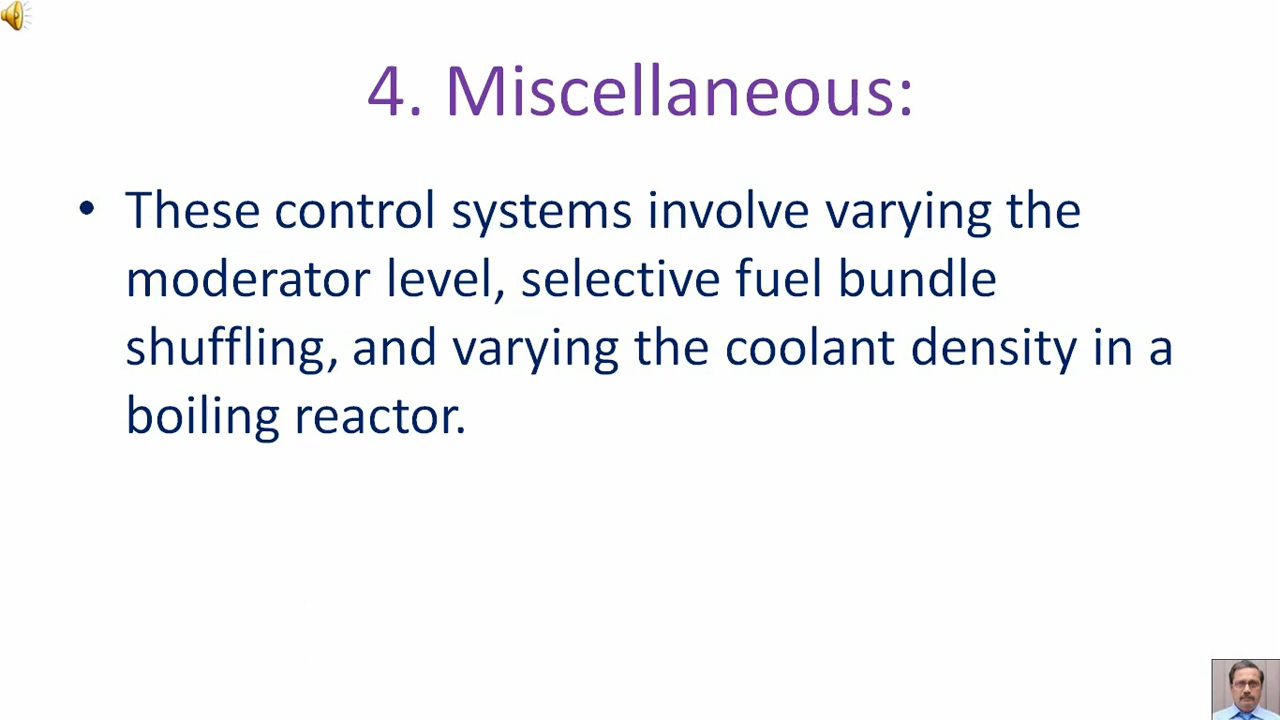 4. Miscellaneous:
• These control systems involve varying the
moderator level, selective fuel bundle
shuffling, and varying the coolant density in a
boiling reactor.